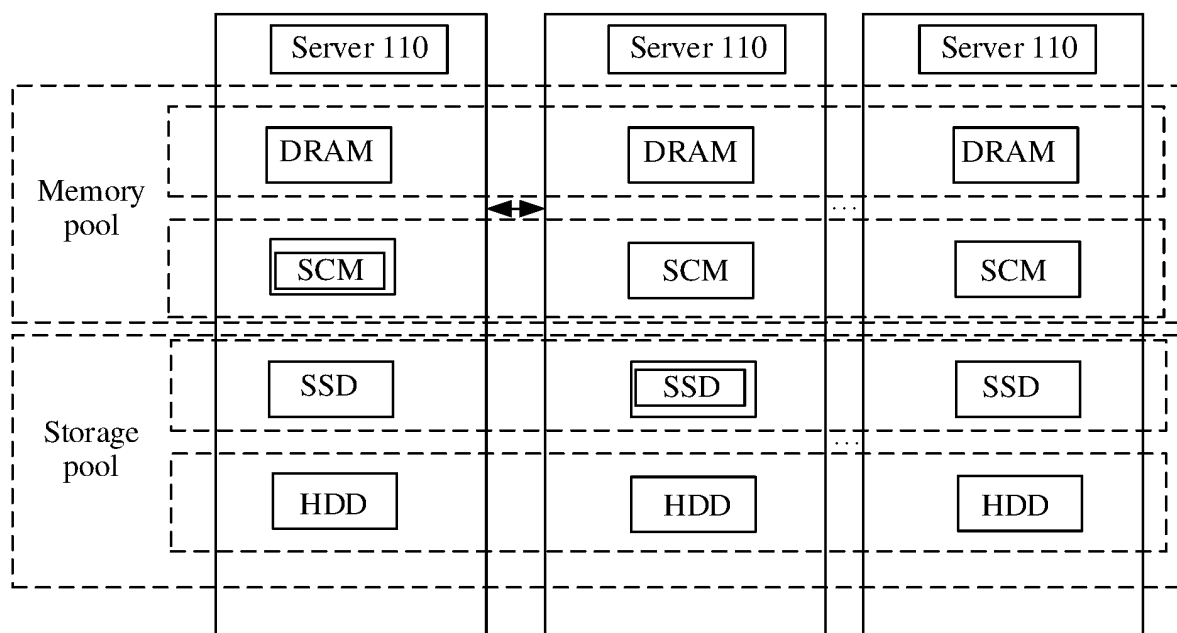 Server 110 Server 110 Server 110
DRAM DRAM DRAM
Memory
pool
...
SCM SCM SCM
SSD SSD SSD
Storage
pool
...
HDD HDD HDD